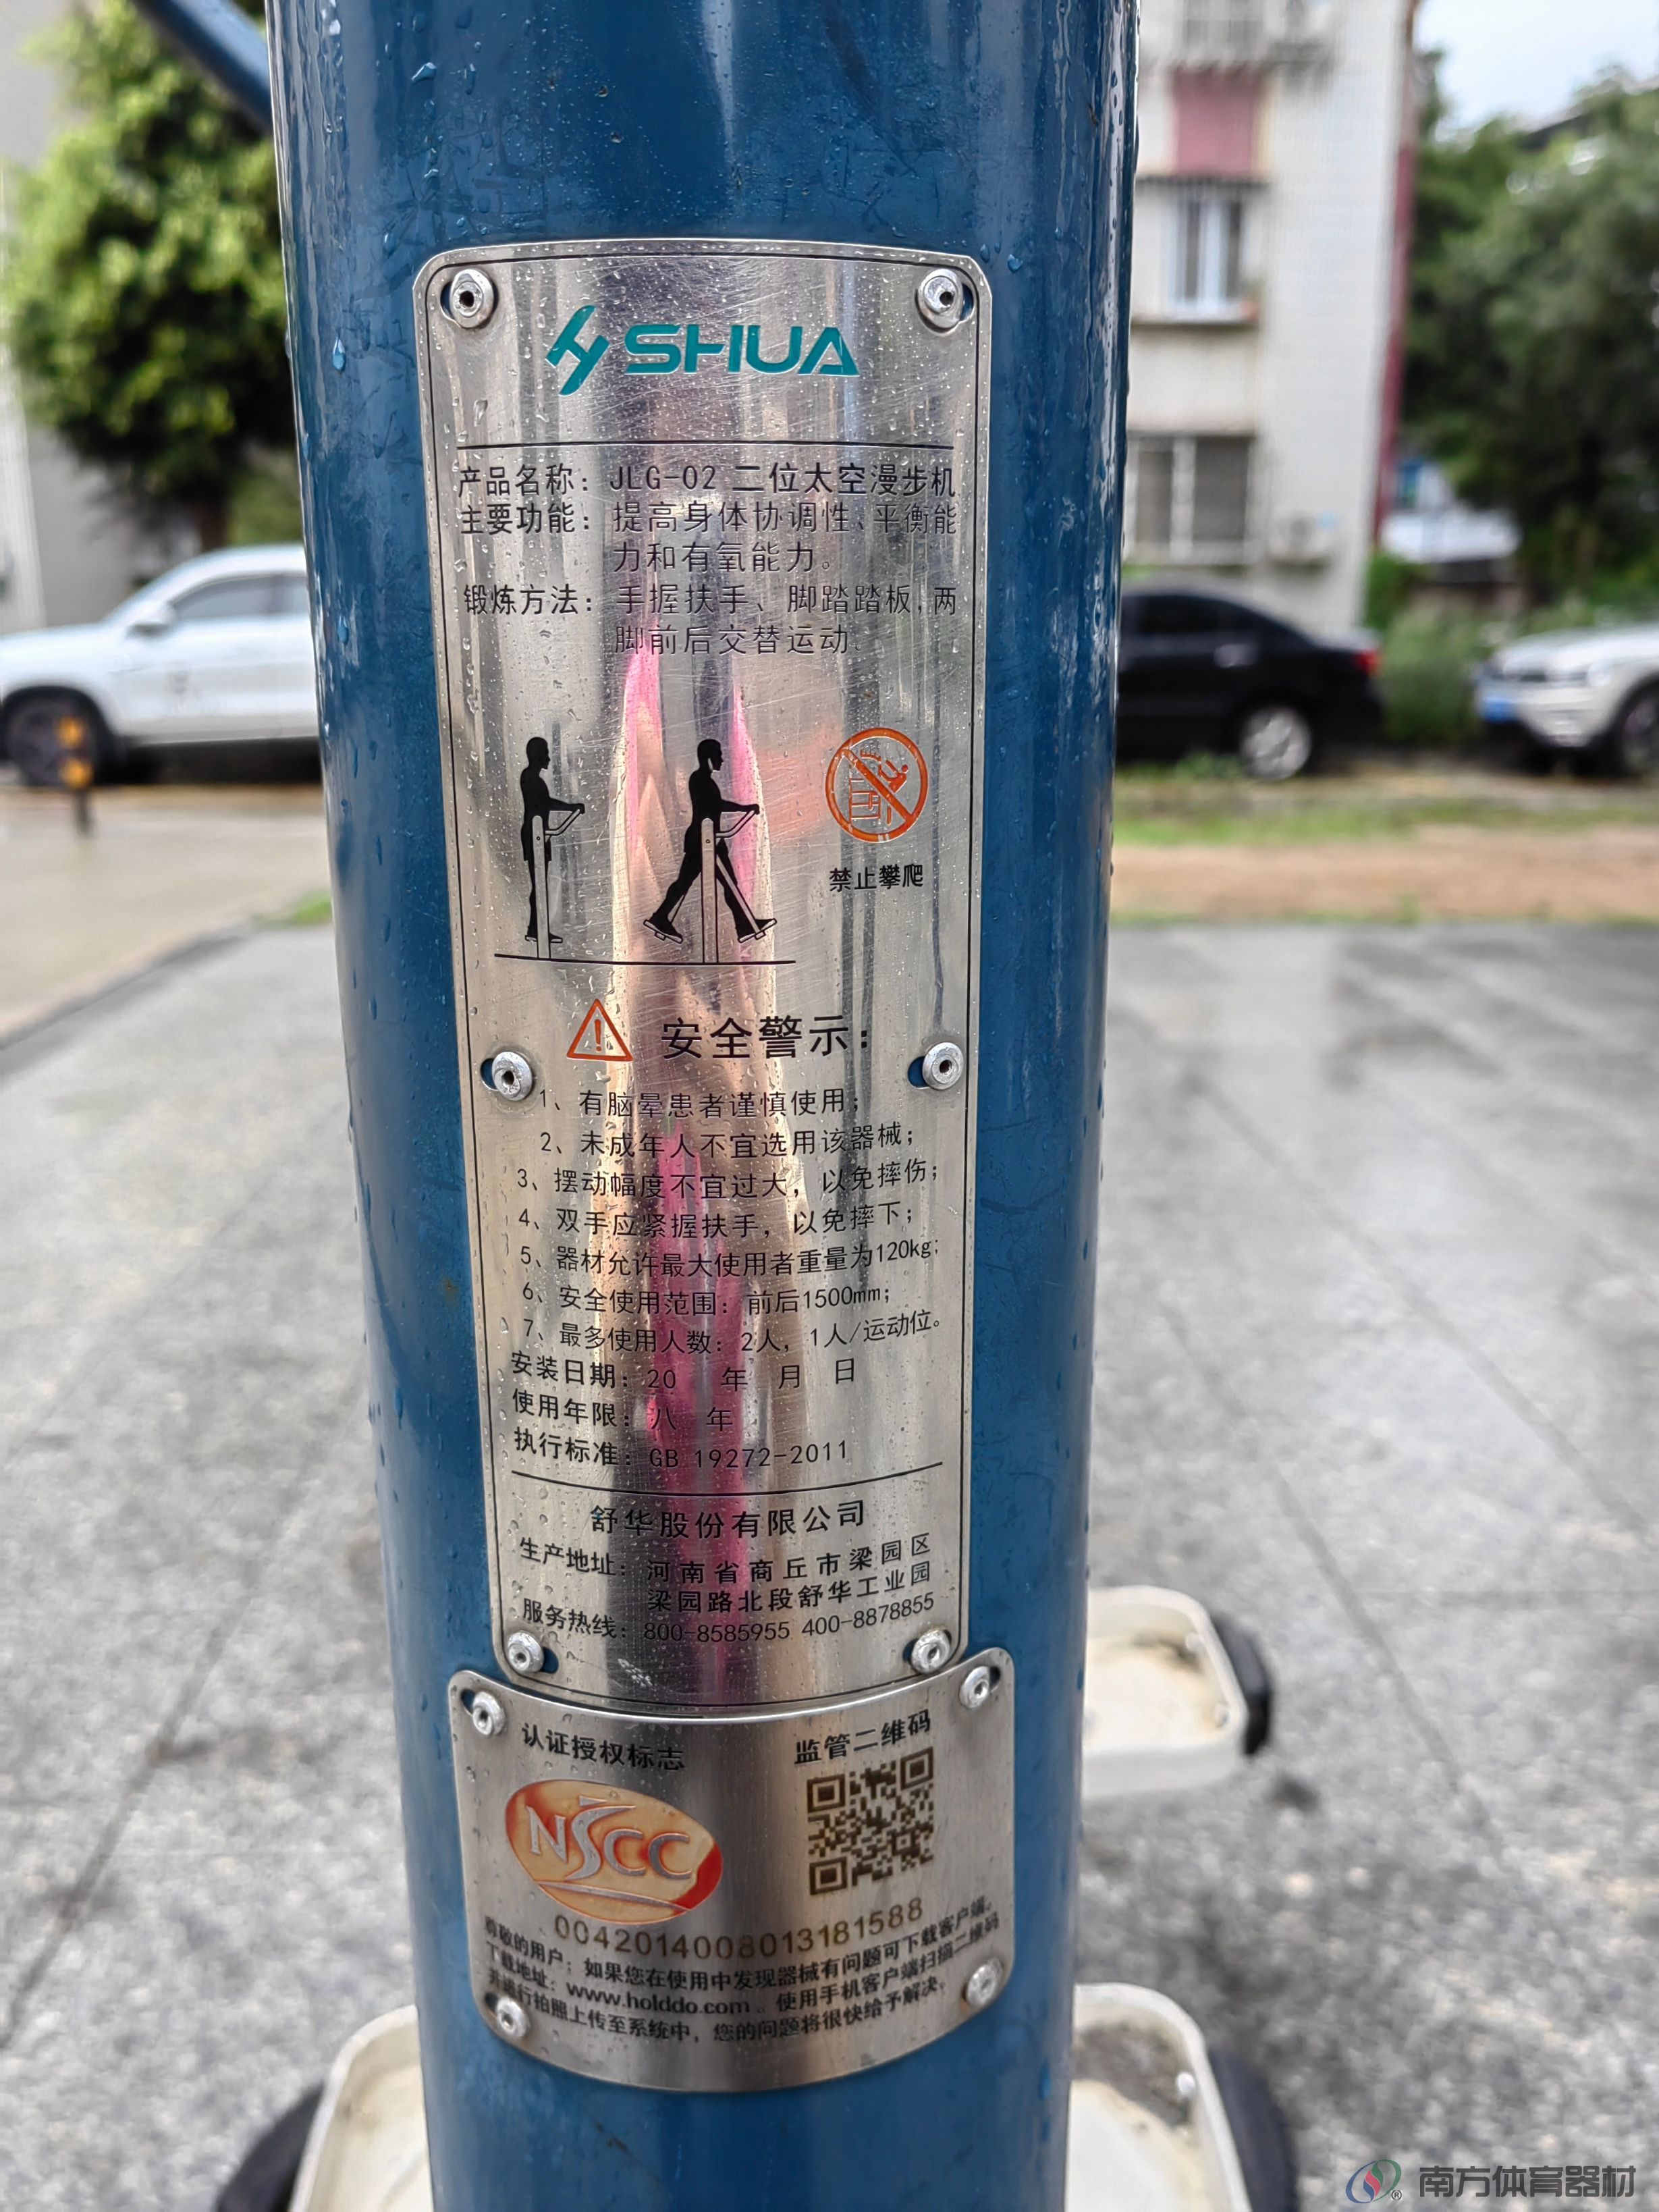 SHUA
产品名称：JLG-02 二位太空漫步机
主要功能：提高身体协调性、平衡能
力和有氧能力。
锻炼方法：手握扶手、脚踏踏板，两
脚前后交替运动。
禁止攀爬
安全警示：
1、有脑晕患者谨慎使用；
2、未成年人不宜选用该器械；
3、摆动幅度不宜过大，以免摔伤；
4、双手应紧握扶手，以免摔下；
5、器材允许最大使用者重量为120kg；
6、安全使用范围：前后1500mm；
7、最多使用人数：2人，1人/运动位。
安装日期：20 年 月 日
使用年限：八 年
执行标准：GB 19272-2011
舒华股份有限公司
生产地址：河南省商丘市梁园区
梁园路北段舒华工业园
服务热线：800-8585955 400-8878855
认证授权标志 监管二维码
NSCC
0042014008013181588
尊敬的用户：如果您在使用中发现器械有问题可下载客户端。
下载地址：www.holddo.com。使用手机客户端扫描二维码
并进行拍照上传至系统中，您的问题将很快给予解决。
南方体育器材